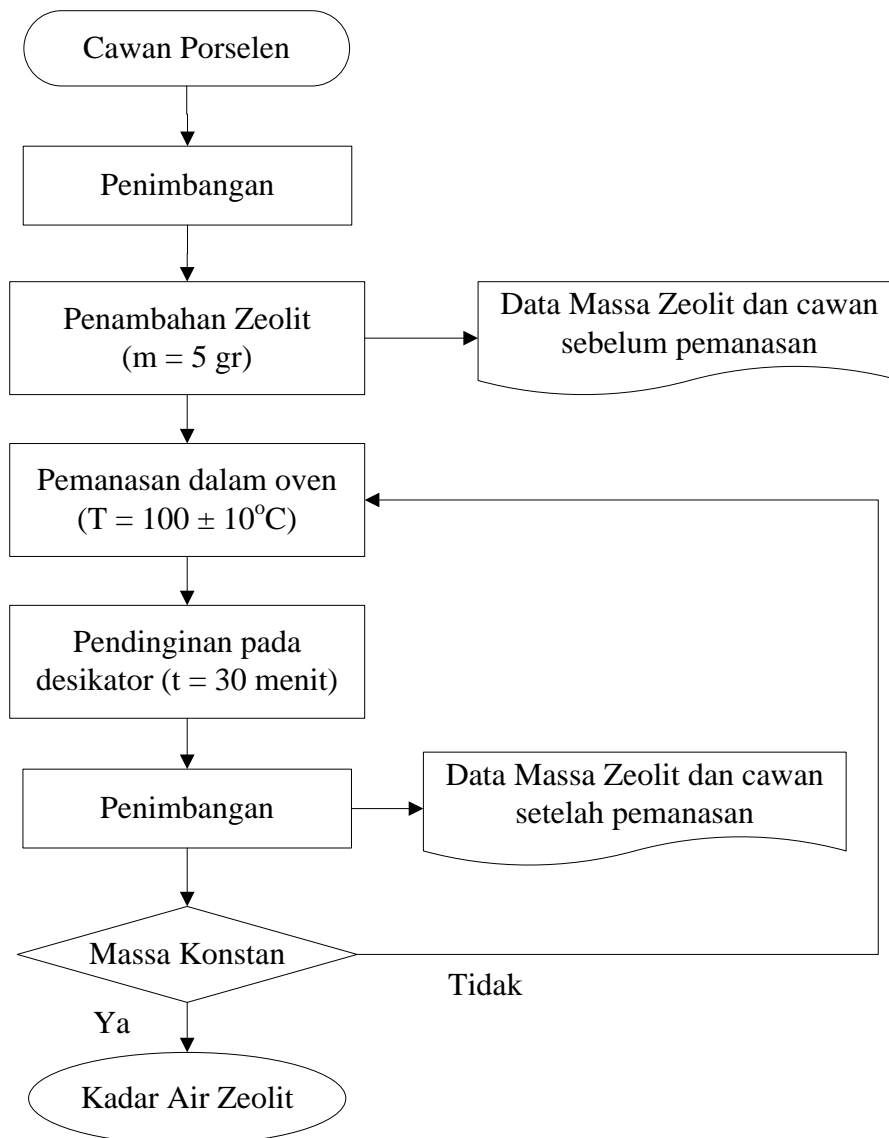 Cawan Porselen
Penimbangan
Penambahan Zeolit
(m = 5 gr)
Data Massa Zeolit dan cawan
sebelum pemanasan
Pemanasan dalam oven
(T = 100 ± 10°C)
Pendinginan pada
desikator (t = 30 menit)
Penimbangan
Data Massa Zeolit dan cawan
setelah pemanasan
Massa Konstan
Tidak
Ya
Kadar Air Zeolit